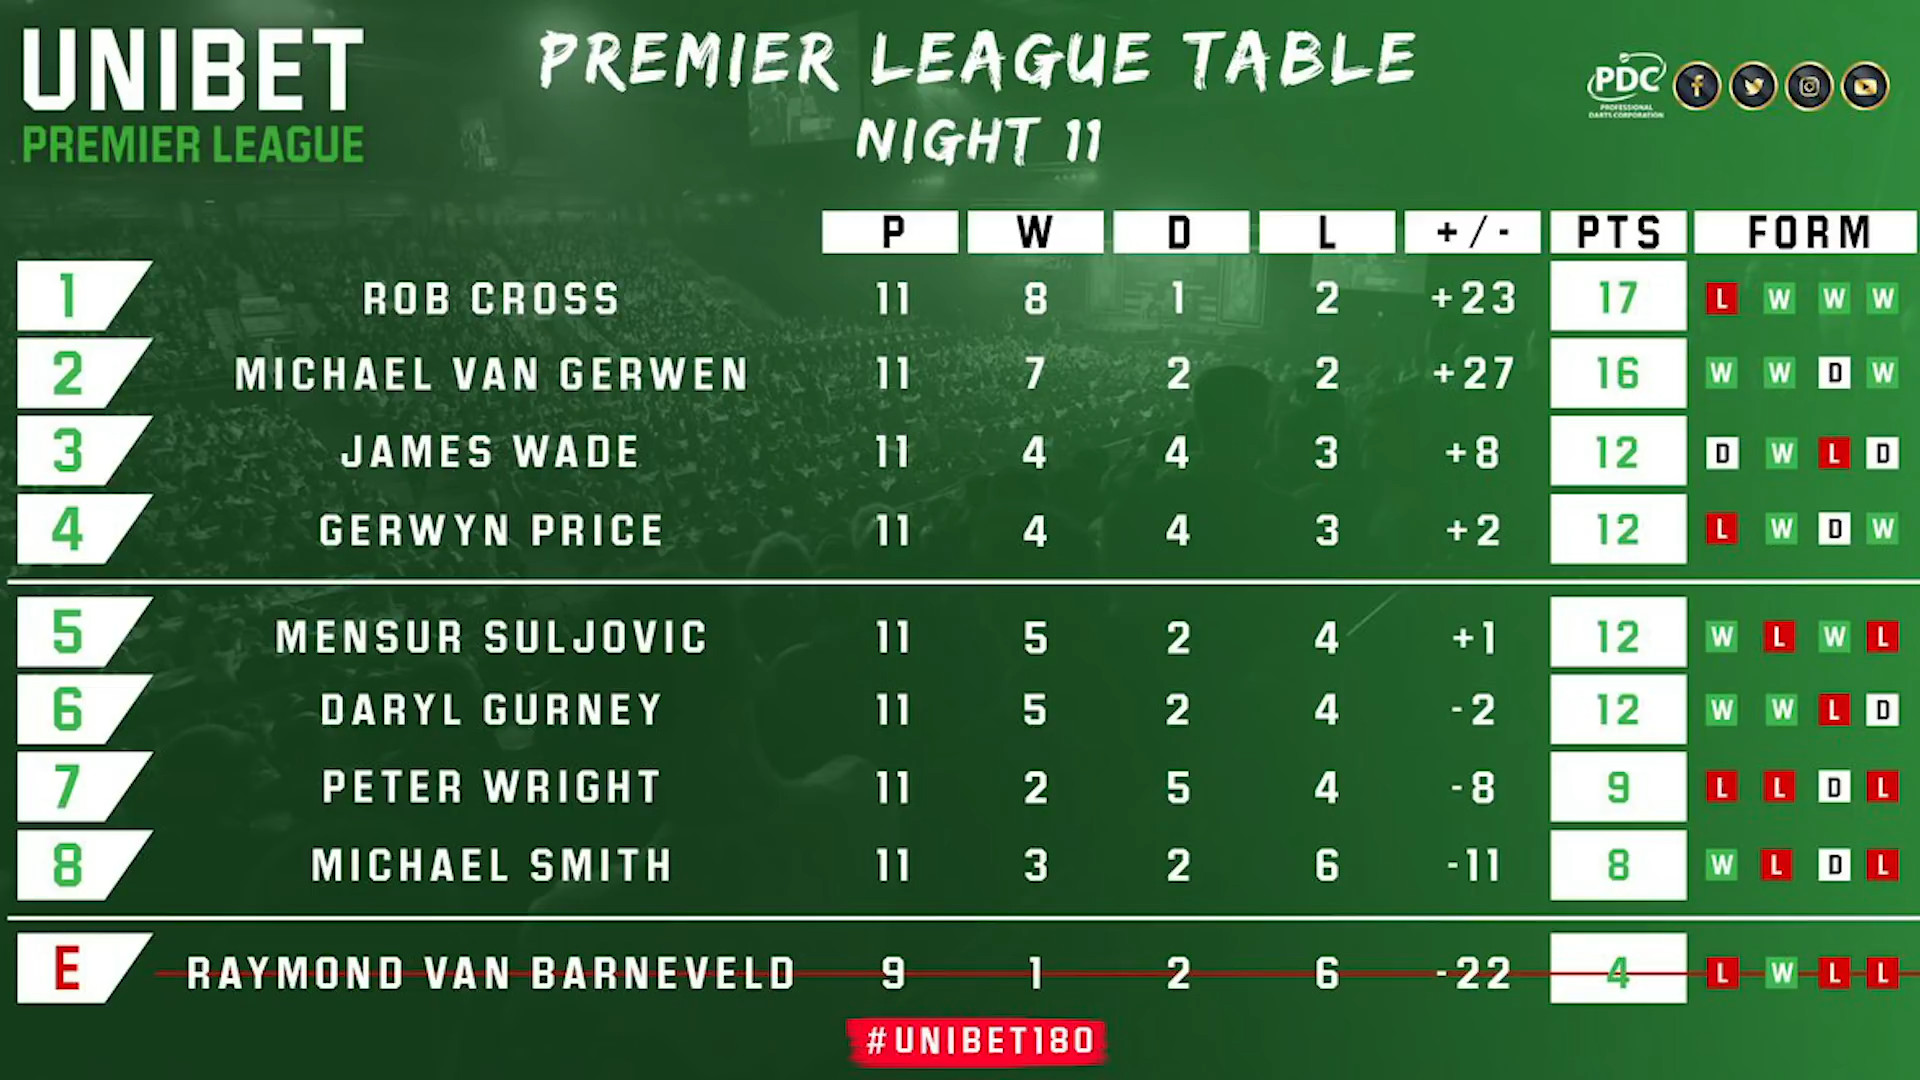 UNIBET
PREMIER LEAGUE
PREMIER LEAGUE TABLE
NIGHT 11
PDC
PROFESSIONAL
DARTS CORPORATION
P W D L +/- PTS FORM
1 ROB CROSS 11 8 1 2 +23 17 L W W W
2 MICHAEL VAN GERWEN 11 7 2 2 +27 16 W W D W
3 JAMES WADE 11 4 4 3 +8 12 D W L D
4 GERWYN PRICE 11 4 4 3 +2 12 L W D W
5 MENSUR SULJOVIC 11 5 2 4 +1 12 W L W L
6 DARYL GURNEY 11 5 2 4 -2 12 W W L D
7 PETER WRIGHT 11 2 5 4 -8 9 L L D L
8 MICHAEL SMITH 11 3 2 6 -11 8 W L D L
E RAYMOND VAN BARNEVELD 9 1 2 6 -22 4 L W L L
#UNIBET180